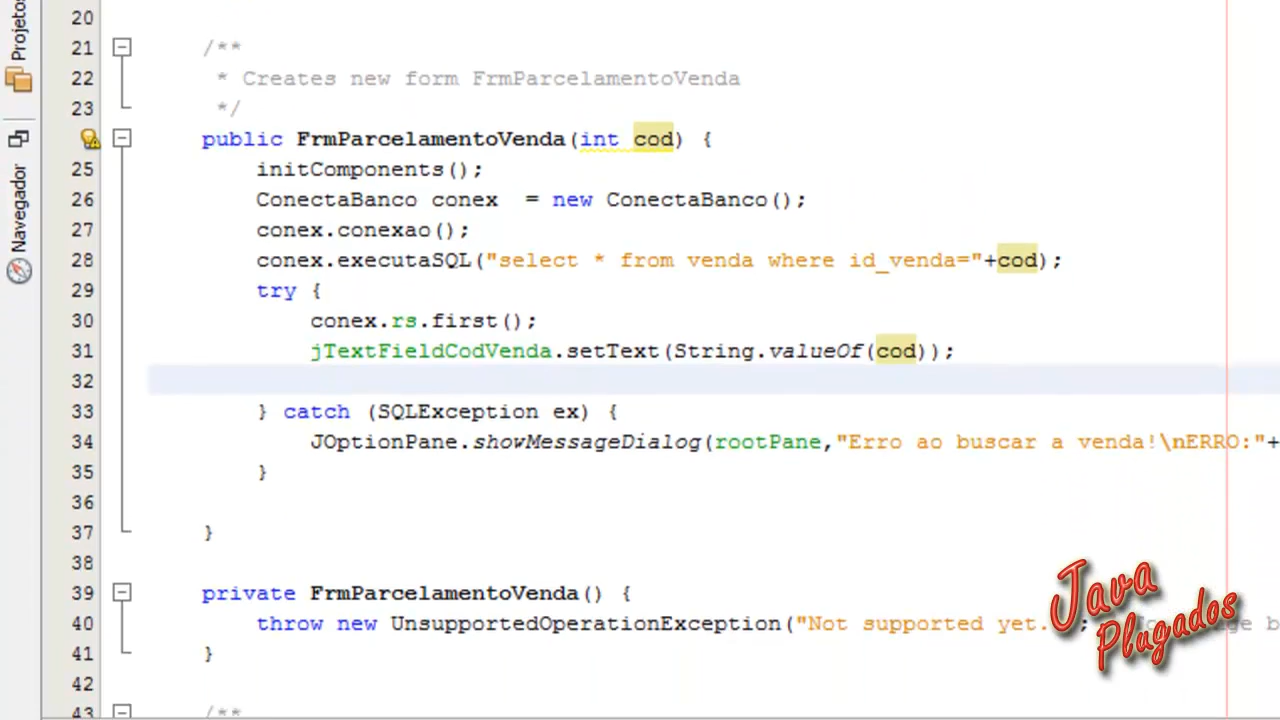 Projetos
Navegador
20
21 /**
22 * Creates new form FrmParcelamentoVenda
23 */
public FrmParcelamentoVenda(int cod) {
25 initComponents();
26 ConectaBanco conex = new ConectaBanco();
27 conex.conexao();
28 conex.executaSQL("select * from venda where id_venda="+cod);
29 try {
30 conex.rs.first();
31 jTextFieldCodVenda.setText(String.valueOf(cod));
32
33 } catch (SQLException ex) {
34 JOptionPane.showMessageDialog(rootPane,"Erro ao buscar a venda!\nERRO:"+
35 }
36
37 }
38
39 private FrmParcelamentoVenda() {
40 throw new UnsupportedOperationException("Not supported yet.
41 }
42
43 /**
Java
Plugados